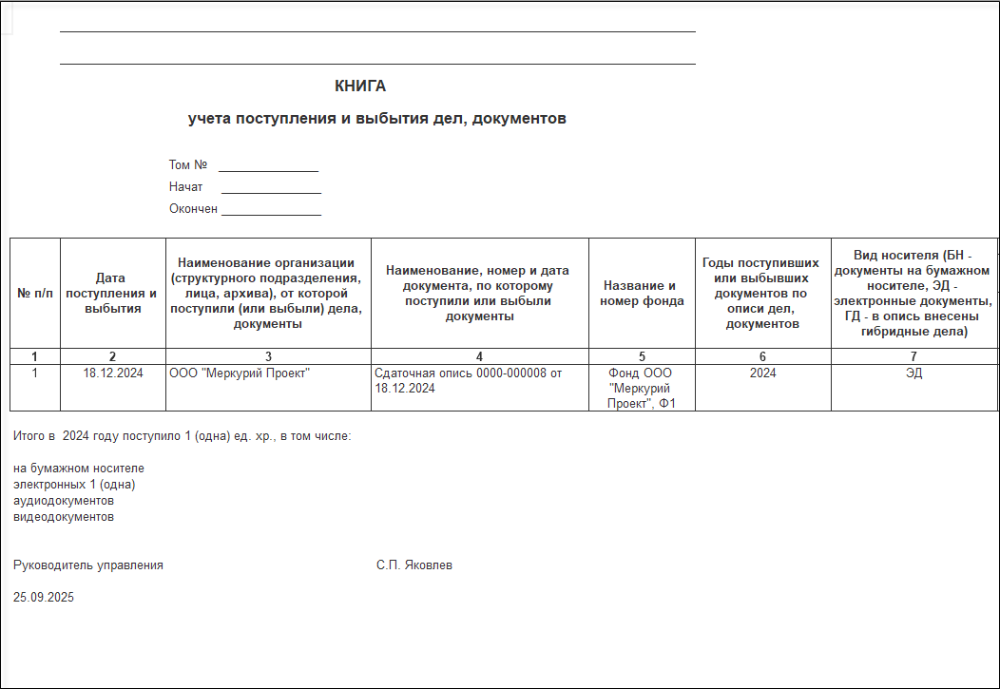 КНИГА
учета поступления и выбытия дел, документов
Том № ______________
Начат ______________
Окончен ______________
№ п/п
Дата
поступления и
выбытия
Наименование организации
(структурного подразделения,
лица, архива), от которой
поступили (или выбыли) дела,
документы
Наименование, номер и дата
документа, по которому
поступили или выбыли
документы
Название и
номер фонда
Годы поступивших
или выбывших
документов по
описи дел,
документов
Вид носителя (БН -
документы на бумажном
носителе, ЭД -
электронные документы,
ГД - в опись внесены
гибридные дела)
1 2 3 4 5 6 7
1
18.12.2024
ООО "Меркурий Проект"
Сдаточная опись 0000-000008 от
18.12.2024
Фонд ООО
"Меркурий
Проект", Ф1
2024
ЭД
Итого в  2024 году поступило 1 (одна) ед. хр., в том числе:
на бумажном носителе
электронных 1 (одна)
аудиодокументов
видеодокументов
Руководитель управления С.П. Яковлев
25.09.2025